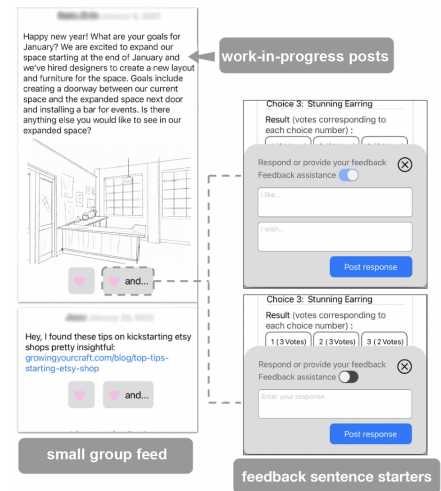 Happy new year! What are your goals for
January? We are excited to expand our
space starting at the end of January and
we've hired designers to create a new layout
and furniture for the space. Goals include
creating a doorway between our current
space and the expanded space next door
and installing a bar for events. Is there
anything else you would like to see in our
expanded space?
and...
Hey, I found these tips on kickstarting etsy
shops pretty insightful:
growingyourcraft.com/blog/top-tips-
starting-etsy-shop
and...
small group feed
work-in-progress posts
Choice 3: Stunning Earring
Result (votes corresponding to
each choice number) :
Respond or provide your feedback
Feedback assistance
I like...
I wish...
Post response
Choice 3: Stunning Earring
Result (votes corresponding to
each choice number) :
1 (3 Votes) 2 (3 Votes) 3 (2 Votes)
Respond or provide your feedback
Feedback assistance
Enter your response
Post response
feedback sentence starters